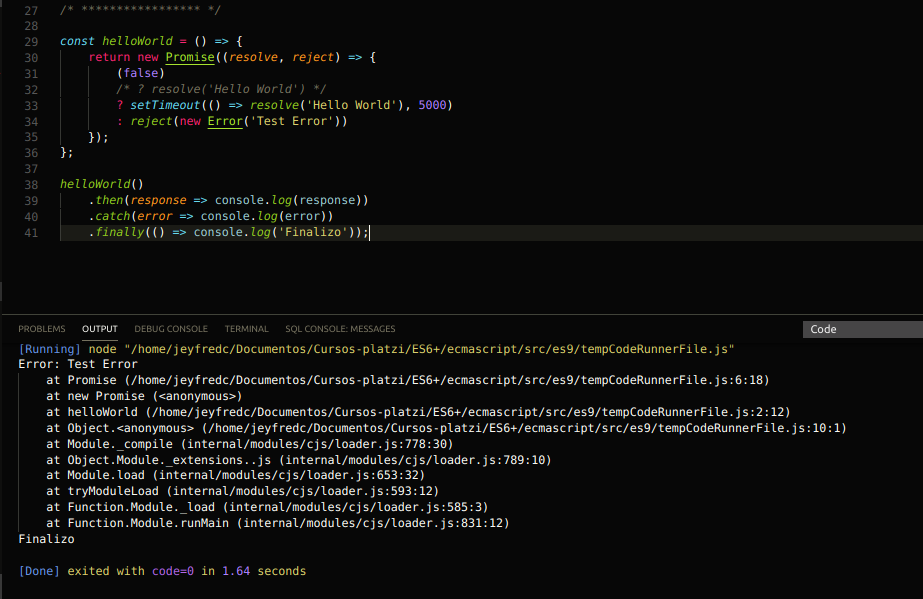 27 /* ***************** */
28
29 const helloWorld = () => {
30     return new Promise((resolve, reject) => {
31         (false)
32         /* ? resolve('Hello World') */
33         ? setTimeout(() => resolve('Hello World'), 5000)
34         : reject(new Error('Test Error'))
35     });
36 };
37
38 helloWorld()
39     .then(response => console.log(response))
40     .catch(error => console.log(error))
41     .finally(() => console.log('Finalizo'));
PROBLEMS OUTPUT DEBUG CONSOLE TERMINAL SQL CONSOLE: MESSAGES Code
[Running] node "/home/jeyfredc/Documentos/Cursos-platzi/ES6+/ecmascript/src/es9/tempCodeRunnerFile.js"
Error: Test Error
    at Promise (/home/jeyfredc/Documentos/Cursos-platzi/ES6+/ecmascript/src/es9/tempCodeRunnerFile.js:6:18)
    at new Promise (<anonymous>)
    at helloWorld (/home/jeyfredc/Documentos/Cursos-platzi/ES6+/ecmascript/src/es9/tempCodeRunnerFile.js:2:12)
    at Object.<anonymous> (/home/jeyfredc/Documentos/Cursos-platzi/ES6+/ecmascript/src/es9/tempCodeRunnerFile.js:10:1)
    at Module._compile (internal/modules/cjs/loader.js:778:30)
    at Object.Module._extensions..js (internal/modules/cjs/loader.js:789:10)
    at Module.load (internal/modules/cjs/loader.js:653:32)
    at tryModuleLoad (internal/modules/cjs/loader.js:593:12)
    at Function.Module._load (internal/modules/cjs/loader.js:585:3)
    at Function.Module.runMain (internal/modules/cjs/loader.js:831:12)
Finalizo
[Done] exited with code=0 in 1.64 seconds